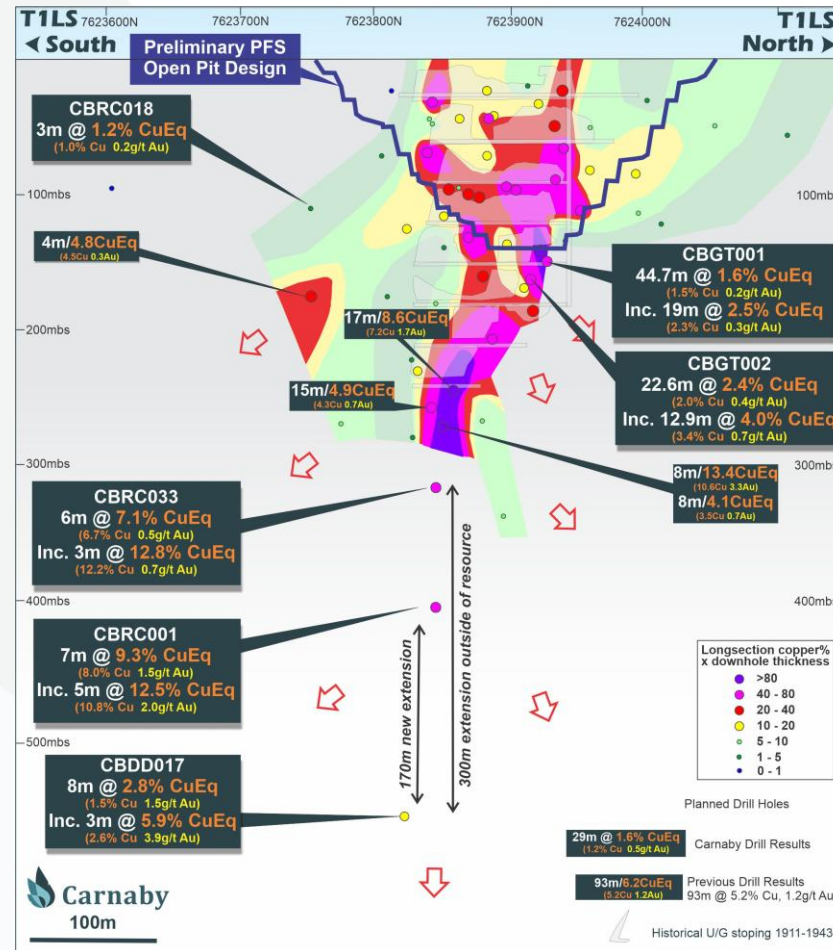 T1LS
South
7623600N
7623700N
7623800N
7623900N
7624000N
T1LS
North
Preliminary PFS
Open Pit Design
CBRC018
3m @ 1.2% CuEq
(1.0% Cu 0.2g/t Au)
100mbs
100mbs
4m/4.8CuEq
(4.5Cu 0.3Au)
CBGT001
44.7m @ 1.6% CuEq
(1.5% Cu 0.2g/t Au)
Inc. 19m @ 2.5% CuEq
(2.3% Cu 0.3g/t Au)
200mbs
200mbs
17m/8.6CuEq
(7.2Cu 1.7Au)
15m/4.9CuEq
(4.3Cu 0.7Au)
CBGT002
22.6m @ 2.4% CuEq
(2.0% Cu 0.4g/t Au)
Inc. 12.9m @ 4.0% CuEq
(3.4% Cu 0.7g/t Au)
8m/13.4CuEq
(10.6Cu 3.3Au)
8m/4.1CuEq
(3.5Cu 0.7Au)
300mbs
300mbs
CBRC033
6m @ 7.1% CuEq
(6.7% Cu 0.5g/t Au)
Inc. 3m @ 12.8% CuEq
(12.2% Cu 0.7g/t Au)
400mbs
400mbs
CBRC001
7m @ 9.3% CuEq
(8.0% Cu 1.5g/t Au)
Inc. 5m @ 12.5% CuEq
(10.8% Cu 2.0g/t Au)
170m new extension
300m extension outside of resource
500mbs
CBDD017
8m @ 2.8% CuEq
(1.5% Cu 1.5g/t Au)
Inc. 3m @ 5.9% CuEq
(2.6% Cu 3.9g/t Au)
Longsection copper%
x downhole thickness
>80
40 - 80
20 - 40
10 - 20
5 - 10
1 - 5
0 - 1
Planned Drill Holes
29m @ 1.6% CuEq
(1.2% Cu 0.5g/t Au)
Carnaby Drill Results
93m/6.2CuEq
(5.2Cu 1.2Au)
Previous Drill Results
93m @ 5.2% Cu, 1.2g/t Au
Historical U/G stoping 1911-1943
Carnaby
100m